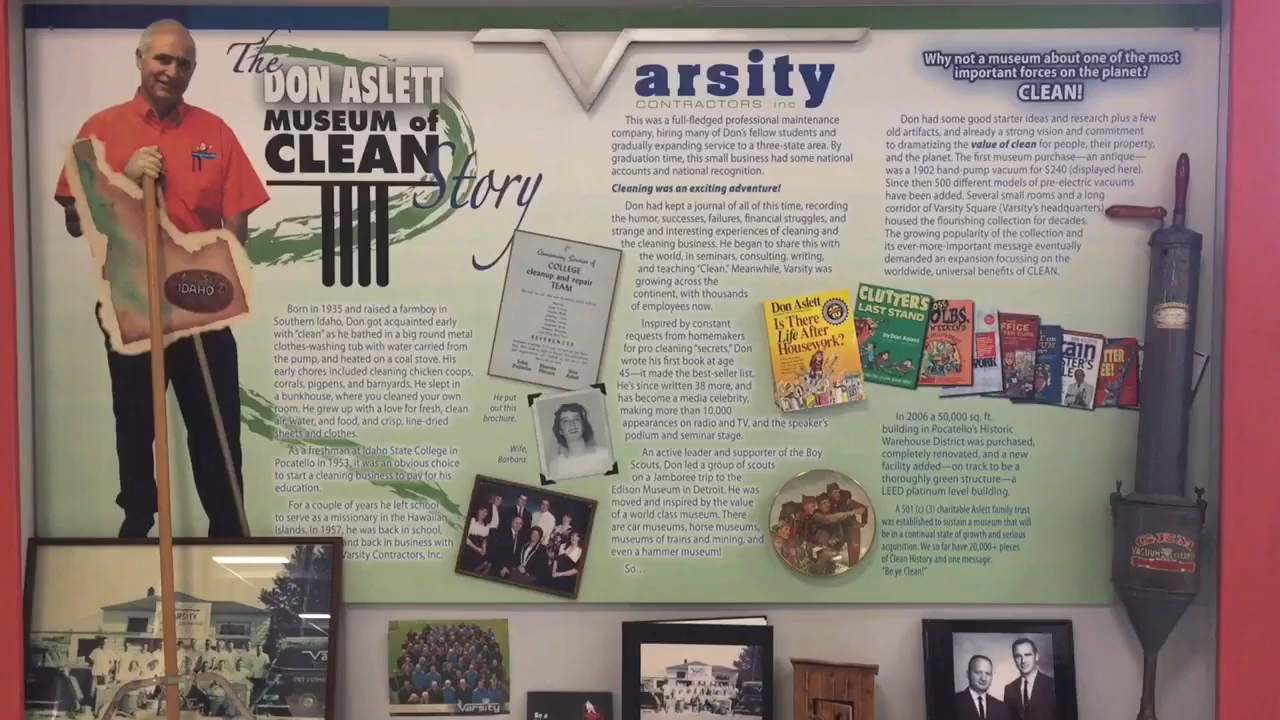 The
DON ASLETT
MUSEUM of
CLEAN
Story
IDAHO
Born in 1935 and raised a farmboy in
Southern Idaho, Don got acquainted early
with "clean" as he bathed in a big round metal
clothes-washing tub with water carried from
the pump, and heated on a coal stove. His
early chores included cleaning chicken coops,
corrals, pigpens, and barnyards. He slept in
a bunkhouse, where you cleaned your own
room. He grew up with a love for fresh, clean
air, water, and food, and crisp, line-dried
sheets and clothes.
As a freshman at Idaho State College in
Pocatello in 1953, it was an obvious choice
to start a cleaning business to pay for his
education.
For a couple of years he left school
to serve as a missionary in the Hawaiian
Islands. In 1957, he was back in school,
and back in business with
Varsity Contractors, Inc.
COLLEGE
cleanup and repair
TEAM
REFERENCES
He put
out this
brochure.
Wife,
Barbara.
Varsity
CONTRACTORS inc
This was a full-fledged professional maintenance
company, hiring many of Don's fellow students and
gradually expanding service to a three-state area. By
graduation time, this small business had some national
accounts and national recognition.
Cleaning was an exciting adventure!
Don had kept a journal of all of this time, recording
the humor, successes, failures, financial struggles, and
strange and interesting experiences of cleaning and
the cleaning business. He began to share this with
the world, in seminars, consulting, writing,
and teaching "Clean." Meanwhile, Varsity was
growing across the
continent, with thousands
of employees now.
Inspired by constant
requests from homemakers
for pro cleaning "secrets," Don
wrote his first book at age
45—it made the best-seller list.
He's since written 38 more, and
has become a media celebrity,
making more than 10,000
appearances on radio and TV, and the speaker's
podium and seminar stage.
An active leader and supporter of the Boy
Scouts, Don led a group of scouts
on a Jamboree trip to the
Edison Museum in Detroit. He was
moved and inspired by the value
of a world class museum. There
are car museums, horse museums,
museums of trains and mining, and
even a hammer museum!
So...
Don Aslett
Is There
Life After
Housework?
CLUTTER'S
LAST STAND
by Don Aslett
Why not a museum about one of the most
important forces on the planet?
CLEAN!
Don had some good starter ideas and research plus a few
old artifacts, and already a strong vision and commitment
to dramatizing the value of clean for people, their property,
and the planet. The first museum purchase—an antique—
was a 1902 hand-pump vacuum for $240 (displayed here).
Since then 500 different models of pre-electric vacuums
have been added. Several small rooms and a long
corridor of Varsity Square (Varsity's headquarters)
housed the flourishing collection for decades.
The growing popularity of the collection and
its ever-more-important message eventually
demanded an expansion focussing on the
worldwide, universal benefits of CLEAN.
In 2006 a 50,000 sq. ft.
building in Pocatello's Historic
Warehouse District was purchased,
completely renovated, and a new
facility added—on track to be a
thoroughly green structure—a
LEED platinum level building.
A 501 (c) (3) charitable Aslett family trust
was established to sustain a museum that will
be in a continual state of growth and serious
acquisition. We so far have 20,000+ pieces
of Clean History and one message:
"Be ye Clean!"
VARSITY
Varsity
Be a